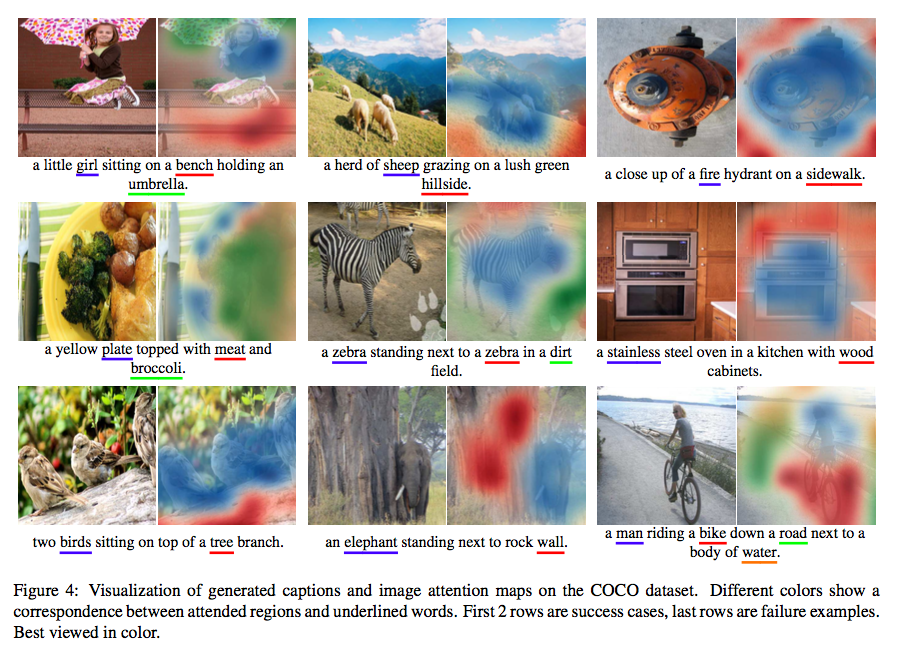 a little girl sitting on a bench holding an
umbrella.
a herd of sheep grazing on a lush green
hillside.
a close up of a fire hydrant on a sidewalk.
a yellow plate topped with meat and
broccoli.
a zebra standing next to a zebra in a dirt
field.
a stainless steel oven in a kitchen with wood
cabinets.
two birds sitting on top of a tree branch.
an elephant standing next to rock wall.
a man riding a bike down a road next to a
body of water.
Figure 4: Visualization of generated captions and image attention maps on the COCO dataset. Different colors show a
correspondence between attended regions and underlined words. First 2 rows are success cases, last rows are failure examples.
Best viewed in color.